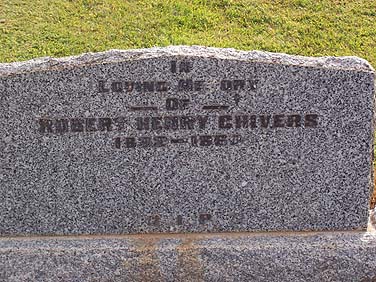 IN
LOVING MEMORY
OF
ROBERT HENRY CHIVERS
R.I.P.